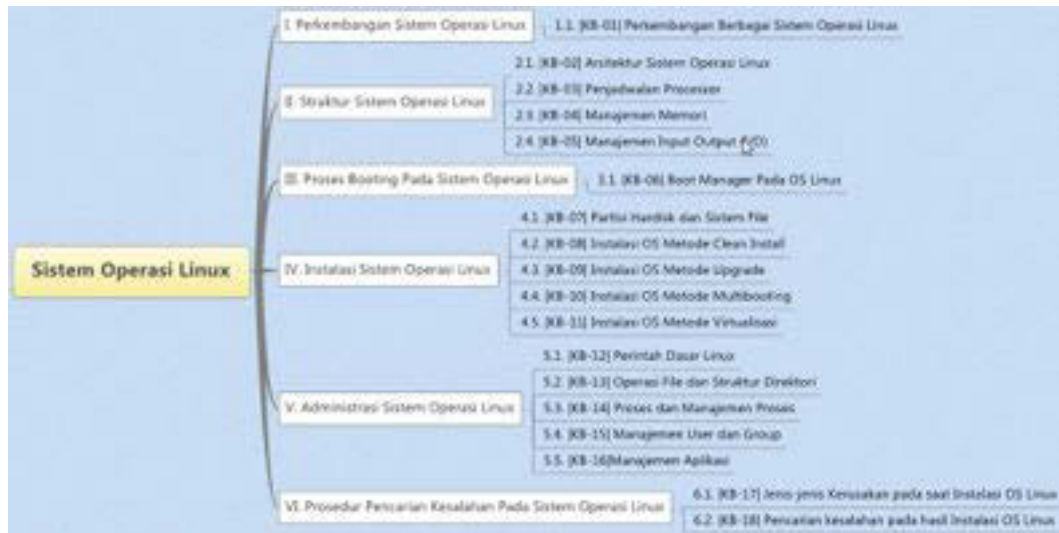 Sistem Operasi Linux
I. Perkembangan Sistem Operasi Linux
1.1. [KB-01] Perkembangan Berbagai Sistem Operasi Linux
II. Struktur Sistem Operasi Linux
2.1. [KB-02] Arsitektur Sistem Operasi Linux
2.2. [KB-03] Penjadwalan Processor
2.3. [KB-04] Manajemen Memori
2.4. [KB-05] Manajemen Input Output (I/O)
III. Proses Booting Pada Sistem Operasi Linux
3.1. [KB-06] Boot Manager Pada OS Linux
IV. Instalasi Sistem Operasi Linux
4.1. [KB-07] Partisi Hardisk dan Sistem File
4.2. [KB-08] Instalasi OS Metode Clean Install
4.3. [KB-09] Instalasi OS Metode Upgrade
4.4. [KB-10] Instalasi OS Metode Multibooting
4.5. [KB-11] Instalasi OS Metode Virtualisasi
V. Administrasi Sistem Operasi Linux
5.1. [KB-12] Perintah Dasar Linux
5.2. [KB-13] Operasi File dan Struktur Direktori
5.3. [KB-14] Proses dan Manajemen Proses
5.4. [KB-15] Manajemen User dan Group
5.5. [KB-16]Manajemen Aplikasi
VI. Prosedur Pencarian Kesalahan Pada Sistem Operasi Linux
6.1. [KB-17] Jenis-jenis Kerusakan pada saat Instalasi OS Linux
6.2. [KB-18] Pencarian kesalahan pada hasil Instalasi OS Linux